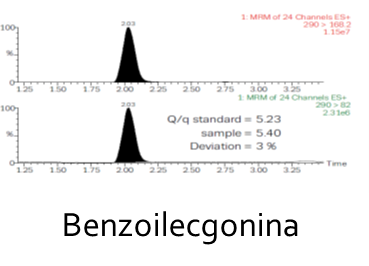 1: MRM of 24 Channels ES+
290 > 168.2
1.15e7
100
2.03
%
0
1.25 1.50 1.75 2.00 2.25 2.50 2.75 3.00 3.25
1: MRM of 24 Channels ES+
290 > 82
2.31e6
100
2.03
%
Q/q standard = 5.23
sample = 5.40
Deviation = 3 %
0
Time
1.25 1.50 1.75 2.00 2.25 2.50 2.75 3.00 3.25
Benzoilecgonina